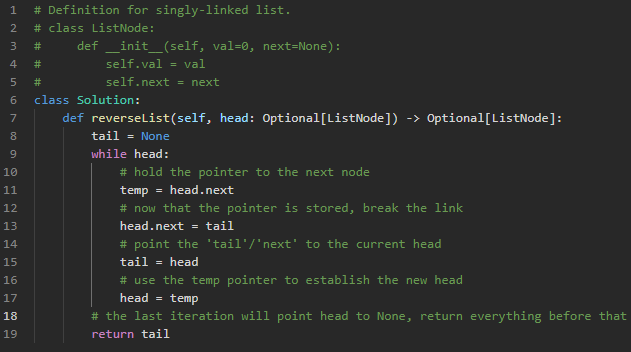 1 # Definition for singly-linked list.
2 # class ListNode:
3 #     def __init__(self, val=0, next=None):
4 #         self.val = val
5 #         self.next = next
6 class Solution:
7     def reverseList(self, head: Optional[ListNode]) -> Optional[ListNode]:
8         tail = None
9         while head:
10             # hold the pointer to the next node
11             temp = head.next
12             # now that the pointer is stored, break the link
13             head.next = tail
14             # point the 'tail'/'next' to the current head
15             tail = head
16             # use the temp pointer to establish the new head
17             head = temp
18         # the last iteration will point head to None, return everything before that
19         return tail